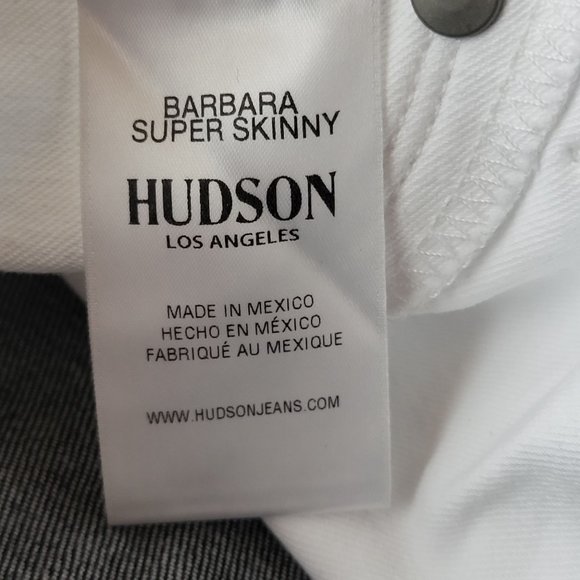 BARBARA
SUPER SKINNY
HUDSON
LOS ANGELES
MADE IN MEXICO
HECHO EN MÉXICO
FABRIQUÉ AU MEXIQUE
WWW.HUDSONJEANS.COM